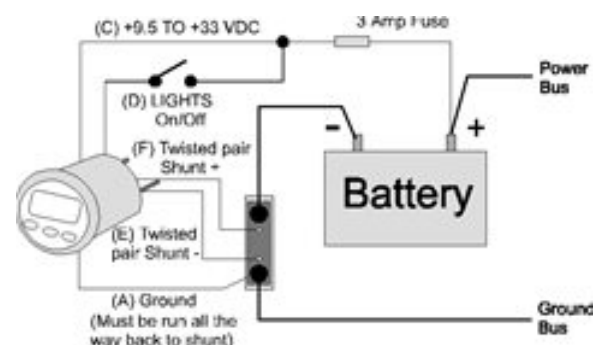 (C) +9.5 TO +33 VDC
3 Amp Fuse
Power
Bus
(D) LIGHTS
On/Off
(F) Twisted pair
Shunt +
-
+
Battery
(E) Twisted
pair Shunt -
(A) Ground
(Must be run all the
way back to shunt)
Ground
Bus